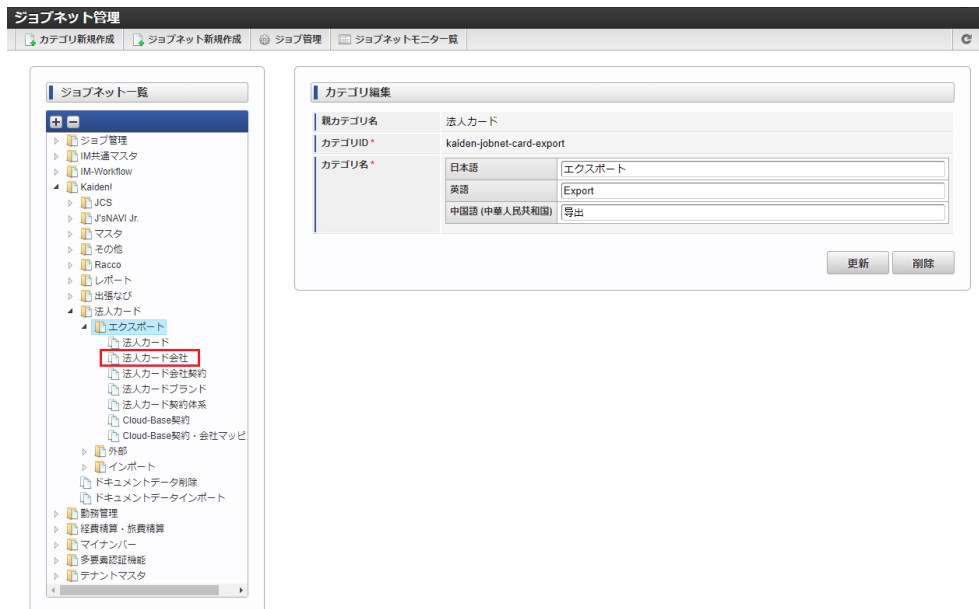 ジョブネット管理
カテゴリ新規作成 ジョブネット新規作成 ジョブ管理 ジョブネットモニタ一覧
ジョブネット一覧
ジョブ管理
IM共通マスタ
IM-Workflow
Kaiden!
JCS
J'sNAVI Jr.
マスタ
その他
Racco
レポート
出張なび
法人カード
エクスポート
法人カード
法人カード会社
法人カード会社契約
法人カードブランド
法人カード契約体系
Cloud-Base契約
Cloud-Base契約・会社マッピ
外部
インポート
ドキュメントデータ削除
ドキュメントデータインポート
勤務管理
経費精算・旅費精算
マイナンバー
多要素認証機能
テナントマスタ
カテゴリ編集
親カテゴリ名 法人カード
カテゴリID * kaiden-jobnet-card-export
カテゴリ名 * 日本語 エクスポート
英語 Export
中国語 (中華人民共和国) 导出
更新 削除